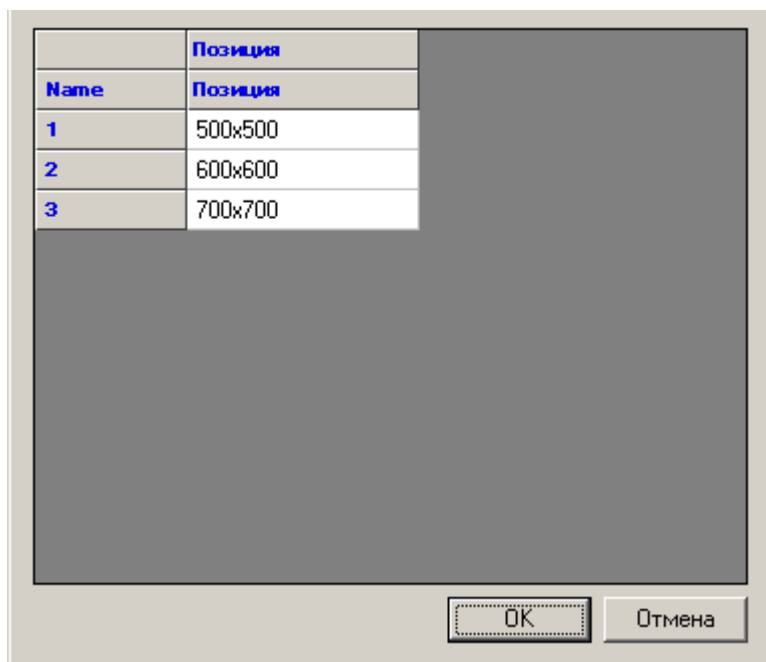 Позиция
Name Позиция
1 500x500
2 600x600
3 700x700
OK Отмена